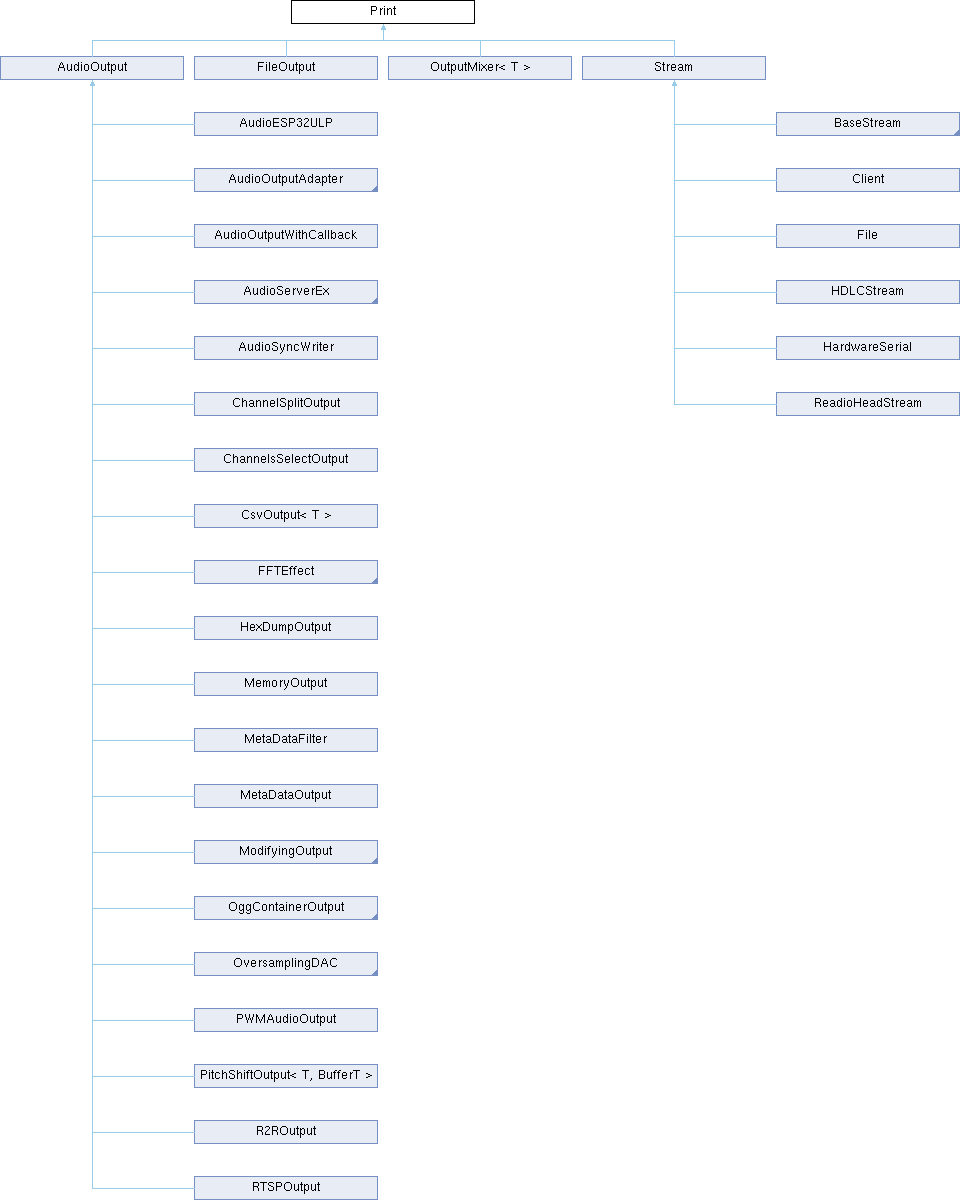 Print
AudioOutput
FileOutput
OutputMixer< T >
Stream
AudioESP32ULP
BaseStream
AudioOutputAdapter
Client
AudioOutputWithCallback
File
AudioServerEx
HDLCStream
AudioSyncWriter
HardwareSerial
ChannelSplitOutput
ReadioHeadStream
ChannelsSelectOutput
CsvOutput< T >
FFTEffect
HexDumpOutput
MemoryOutput
MetaDataFilter
MetaDataOutput
ModifyingOutput
OggContainerOutput
OversamplingDAC
PWMAudioOutput
PitchShiftOutput< T, BufferT >
R2ROutput
RTSPOutput